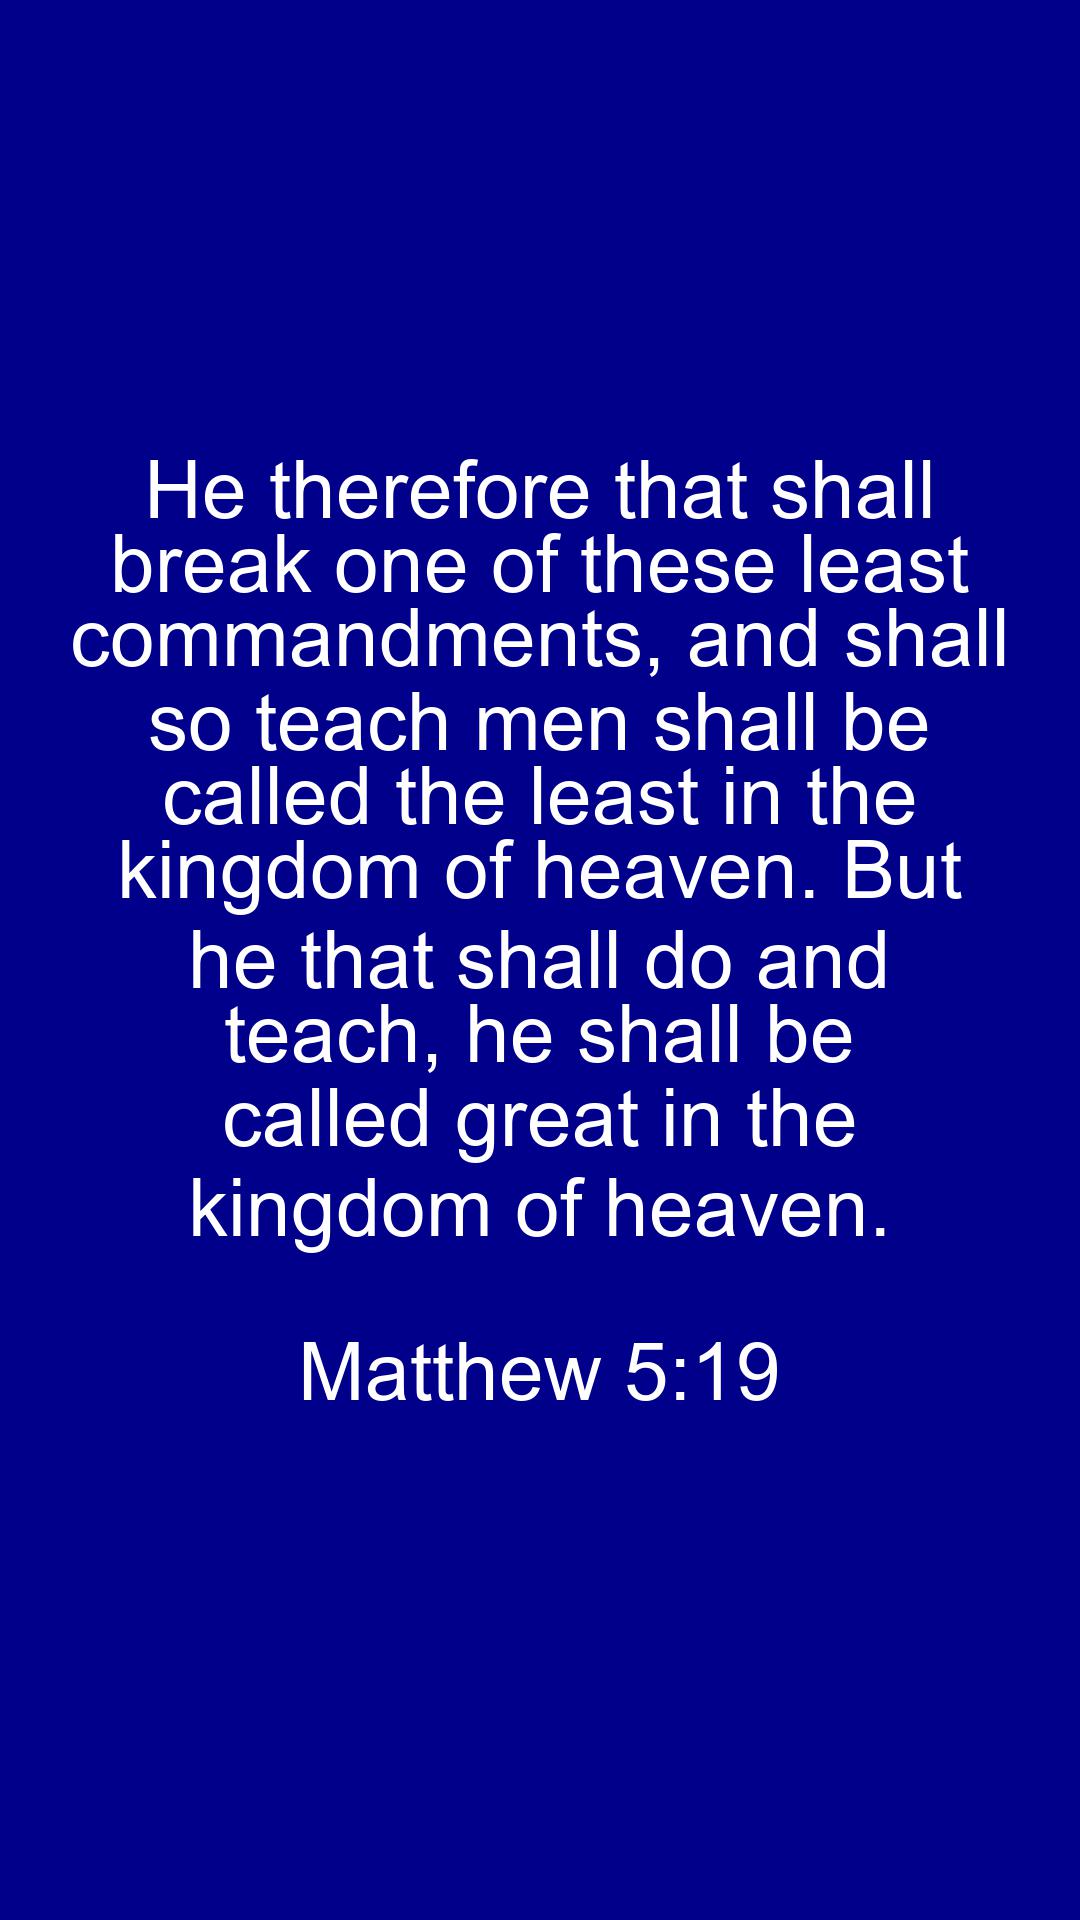 He therefore that shall
break one of these least
commandments, and shall
so teach men shall be
called the least in the
kingdom of heaven. But
he that shall do and
teach, he shall be
called great in the
kingdom of heaven.
Matthew 5:19